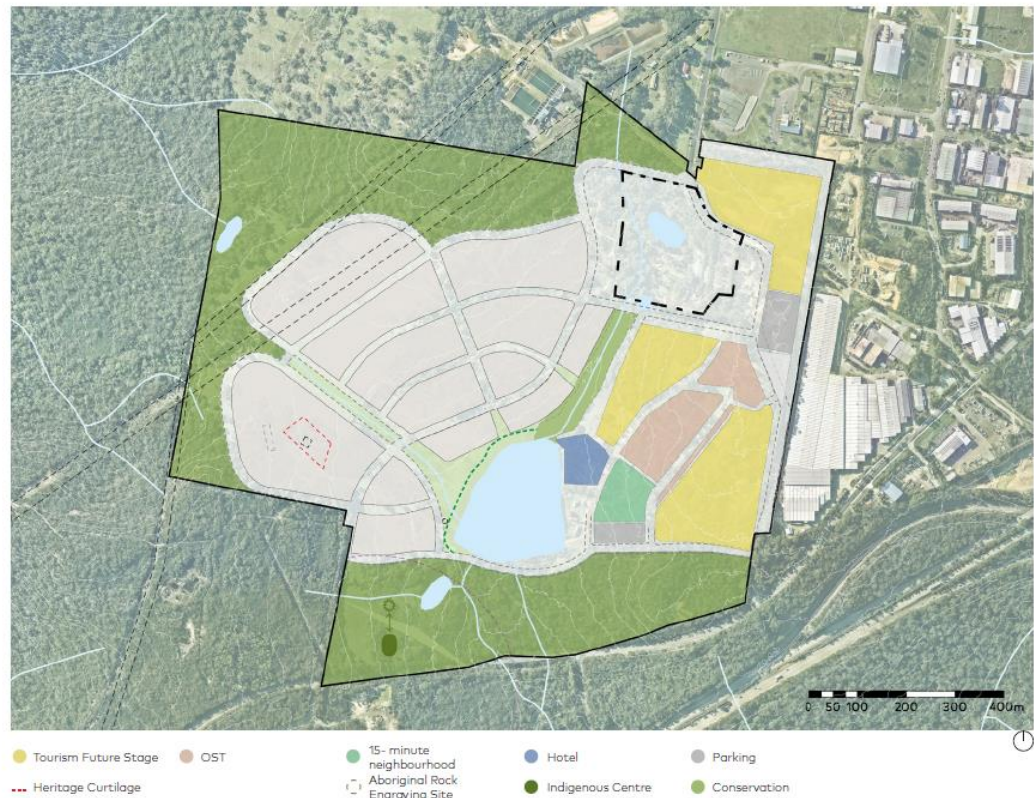 0 50 100 200 300 400m
Tourism Future Stage
OST
15- minute
neighbourhood
Hotel
Parking
Heritage Curtilage
Aboriginal Rock
Engraving Site
Indigenous Centre
Conservation